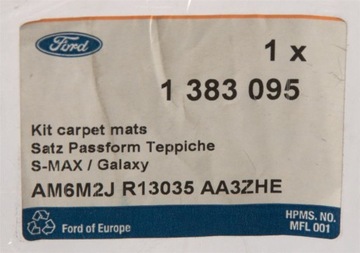 Ford
1 x
1 383 095
Kit carpet mats
Satz Passform Teppiche
S-MAX / Galaxy
AM6M2J R13035 AA3ZHE
Ford of Europe
HPMS. NO.
MFL 001